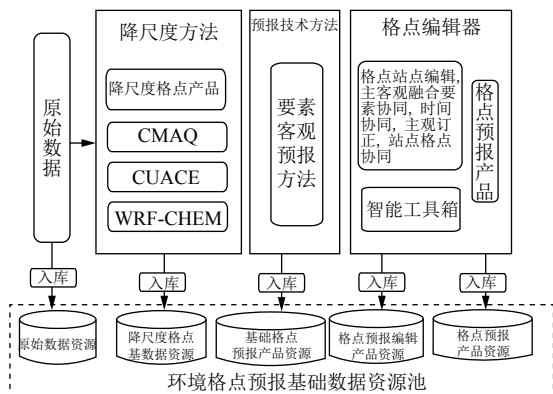 原始数据
降尺度方法
降尺度格点产品
CMAQ
CUACE
WRF-CHEM
预报技术方法
要素
客观
预报
方法
格点编辑器
格点站点编辑,
主客观融合要
素协同, 时间
协同, 主观订
正, 站点格点
协同
智能工具箱
格点预报产品
入库
入库
入库
入库
入库
原始数据资源
降尺度格点
基数据资源
基础格点
预报产品资源
格点预报编辑
产品资源
格点预报
产品资源
环境格点预报基础数据资源池